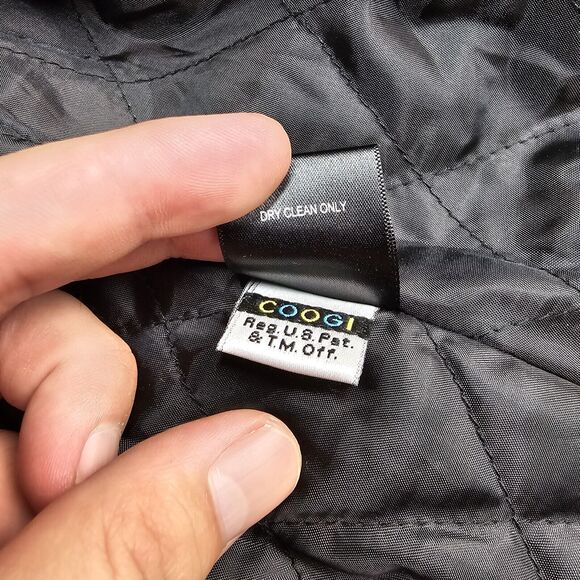 DRY CLEAN ONLY
COOGI
Reg. U.S. Pat.
& T.M. Off.